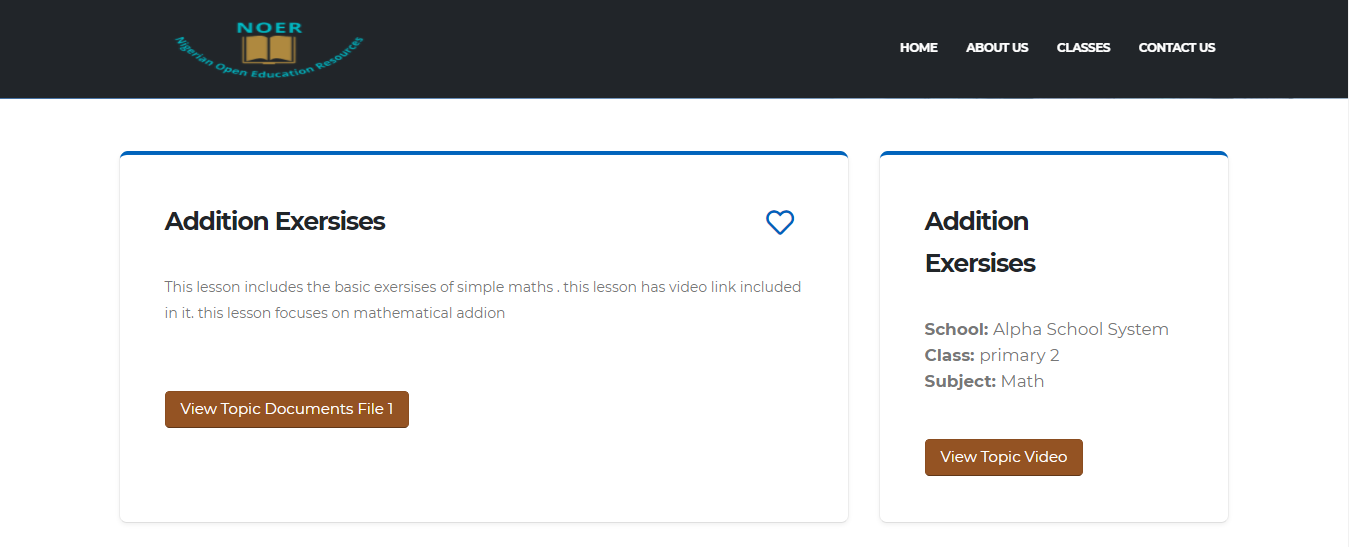 NOER
Nigerian Open Education Resources
HOME ABOUT US CLASSES CONTACT US
Addition Exersises
This lesson includes the basic exersises of simple maths . this lesson has video link included
in it. this lesson focuses on mathematical addion
View Topic Documents File 1
Addition
Exersises
School: Alpha School System
Class: primary 2
Subject: Math
View Topic Video